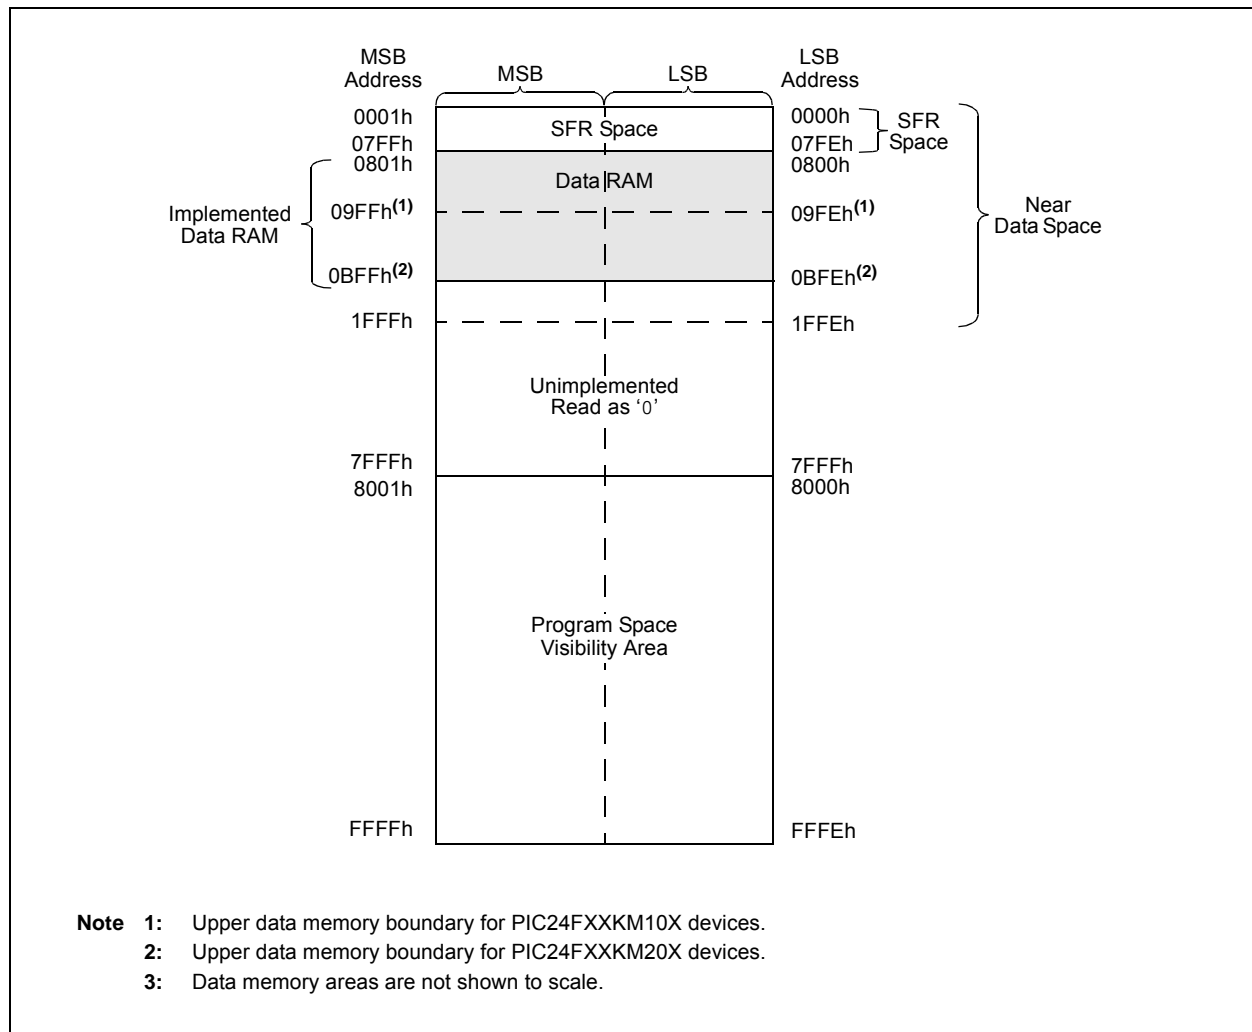 MSB
Address
MSB
LSB
LSB
Address
0001h
SFR Space
0000h
SFR
Space
07FFh
07FEh
0801h
0800h
Data RAM
Implemented
Data RAM
09FFh(1)
09FEh(1)
Near
Data Space
0BFFh(2)
0BFEh(2)
1FFFh
1FFEh
Unimplemented
Read as ‘0’
7FFFh
7FFFh
8001h
8000h
Program Space
Visibility Area
FFFFh
FFFEh
Note 1: Upper data memory boundary for PIC24FXXKM10X devices.
2: Upper data memory boundary for PIC24FXXKM20X devices.
3: Data memory areas are not shown to scale.